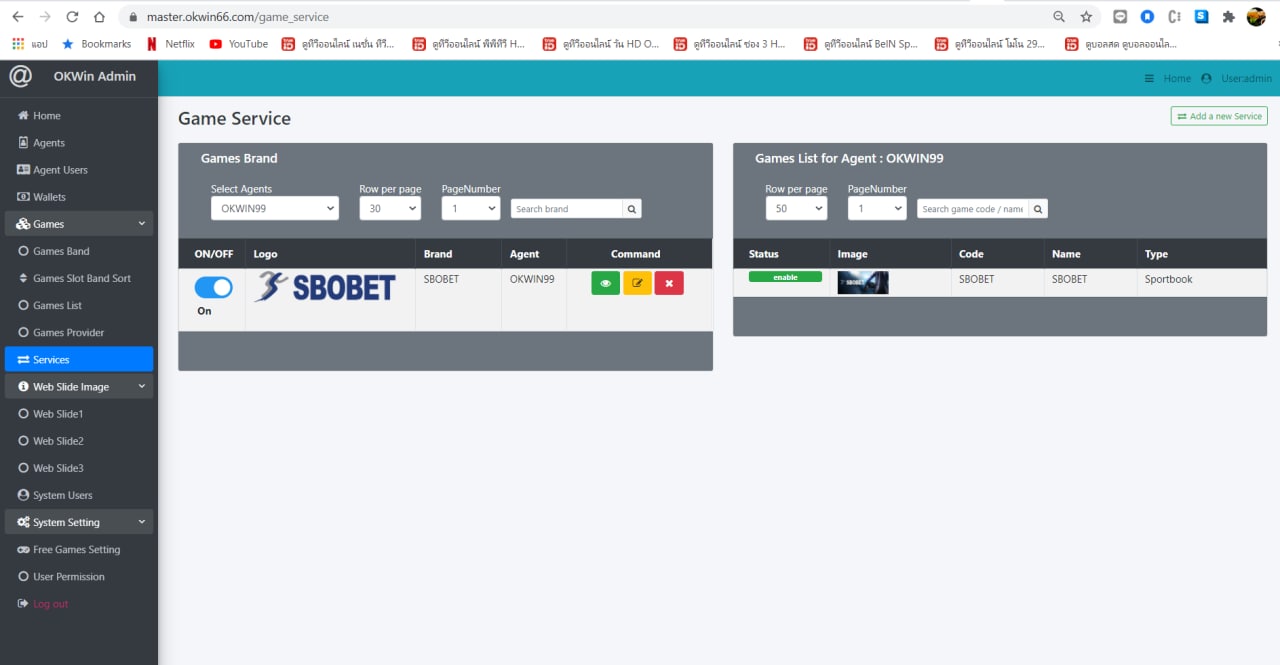 master.okwin66.com/game_service
แอป
Bookmarks
Netflix
YouTube
ดูทีวีออนไลน์ เนชั่น ทีวี...
ดูทีวีออนไลน์ พีพีทีวี H...
ดูทีวีออนไลน์ วัน HD O...
ดูทีวีออนไลน์ ช่อง 3 H...
ดูทีวีออนไลน์ BeIN Sp...
ดูทีวีออนไลน์ โมโน 29...
ดูบอลสด ดูบอลออนไล...
@ OKWin Admin
Home User:admin
Home
Agents
Agent Users
Wallets
Games
Games Band
Games Slot Band Sort
Games List
Games Provider
Services
Web Slide Image
Web Slide1
Web Slide2
Web Slide3
System Users
System Setting
Free Games Setting
User Permission
Log out
Game Service
Add a new Service
Games Brand
Select Agents Row per page PageNumber
OKWIN99 30 1 Search brand
ON/OFF Logo Brand Agent Command
On SBOBET SBOBET OKWIN99
Games List for Agent : OKWIN99
Row per page PageNumber
50 1 Search game code / name
Status Image Code Name Type
enable SBOBET SBOBET SBOBET Sportbook